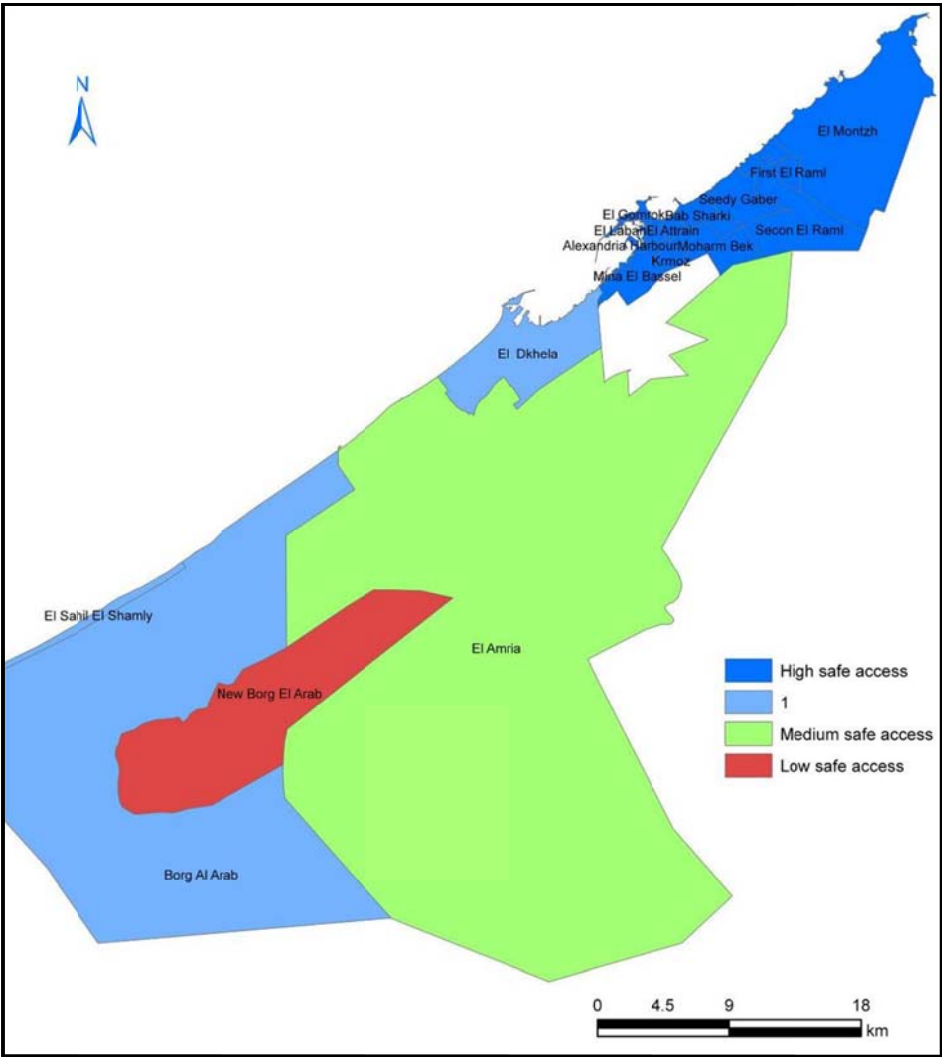 N
El Montzh
First El Raml
Seedy Gaber
El Gomrok
Bab Sharki
El Laban
El Attrain
Secon El Raml
Alexandria Harbour
Moharm Bek
Krmoz
Mina El Bassel
El Dkhela
El Sahil El Shamly
El Amria
New Borg El Arab
Borg Al Arab
High safe access
1
Medium safe access
Low safe access
0 4.5 9 18
km